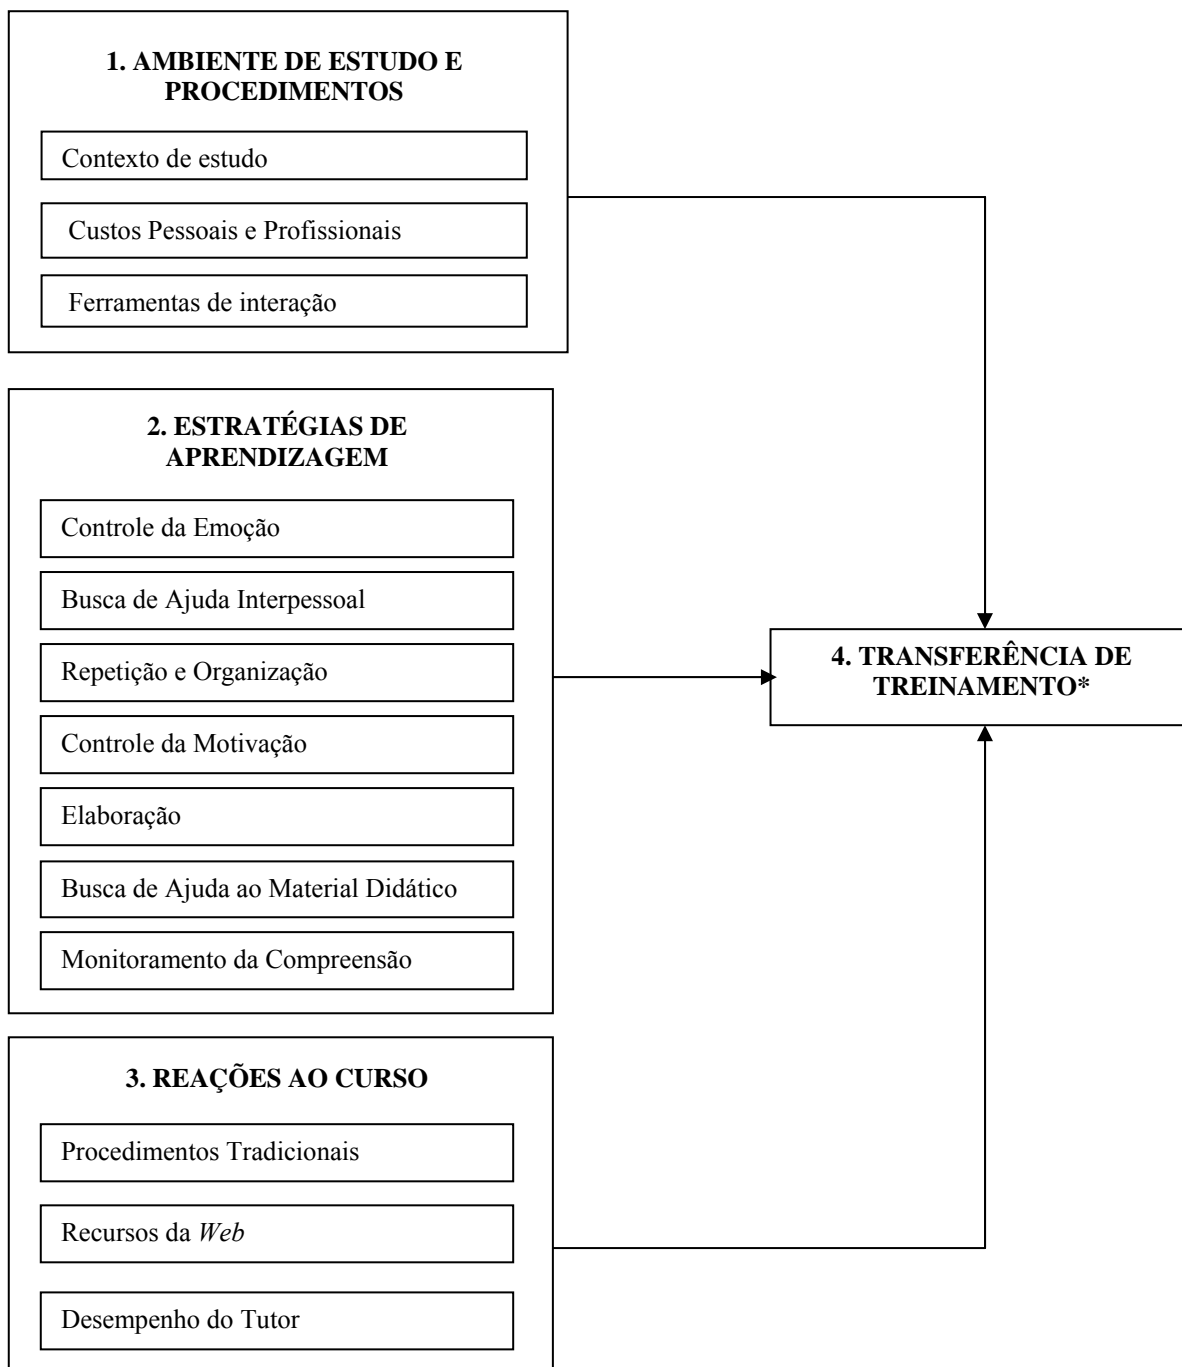 1. AMBIENTE DE ESTUDO E
PROCEDIMENTOS
Contexto de estudo
Custos Pessoais e Profissionais
Ferramentas de interação
2. ESTRATÉGIAS DE
APRENDIZAGEM
Controle da Emoção
Busca de Ajuda Interpessoal
Repetição e Organização
Controle da Motivação
Elaboração
Busca de Ajuda ao Material Didático
Monitoramento da Compreensão
3. REAÇÕES AO CURSO
Procedimentos Tradicionais
Recursos da Web
Desempenho do Tutor
4. TRANSFERÊNCIA DE
TREINAMENTO*